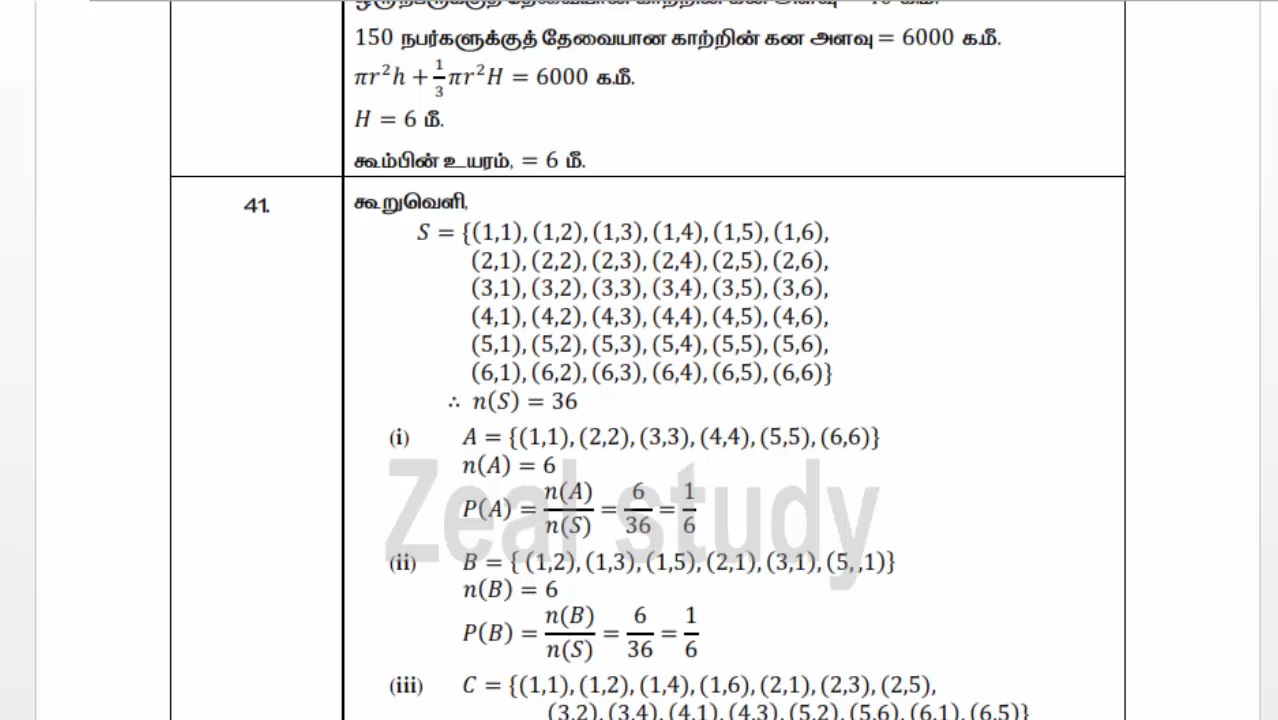 150 நபர்களுக்குத் தேவையான காற்றின் கன அளவு = 6000 க.மீ.
πr²h + 1/3 πr²H = 6000 க.மீ.
H = 6 மீ.
கூம்பின் உயரம், = 6 மீ.
41. கூறுவெளி,
S = {(1,1), (1,2), (1,3), (1,4), (1,5), (1,6),
(2,1), (2,2), (2,3), (2,4), (2,5), (2,6),
(3,1), (3,2), (3,3), (3,4), (3,5), (3,6),
(4,1), (4,2), (4,3), (4,4), (4,5), (4,6),
(5,1), (5,2), (5,3), (5,4), (5,5), (5,6),
(6,1), (6,2), (6,3), (6,4), (6,5), (6,6)}
∴ n(S) = 36
(i) A = {(1,1), (2,2), (3,3), (4,4), (5,5), (6,6)}
n(A) = 6
P(A) = n(A)/n(S) = 6/36 = 1/6
Zeal study
(ii) B = { (1,2), (1,3), (1,5), (2,1), (3,1), (5, ,1)}
n(B) = 6
P(B) = n(B)/n(S) = 6/36 = 1/6
(iii) C = {(1,1), (1,2), (1,4), (1,6), (2,1), (2,3), (2,5),
(3,2), (3,4), (4,1), (4,3), (5,2), (5,6), (6,1), (6,5)}